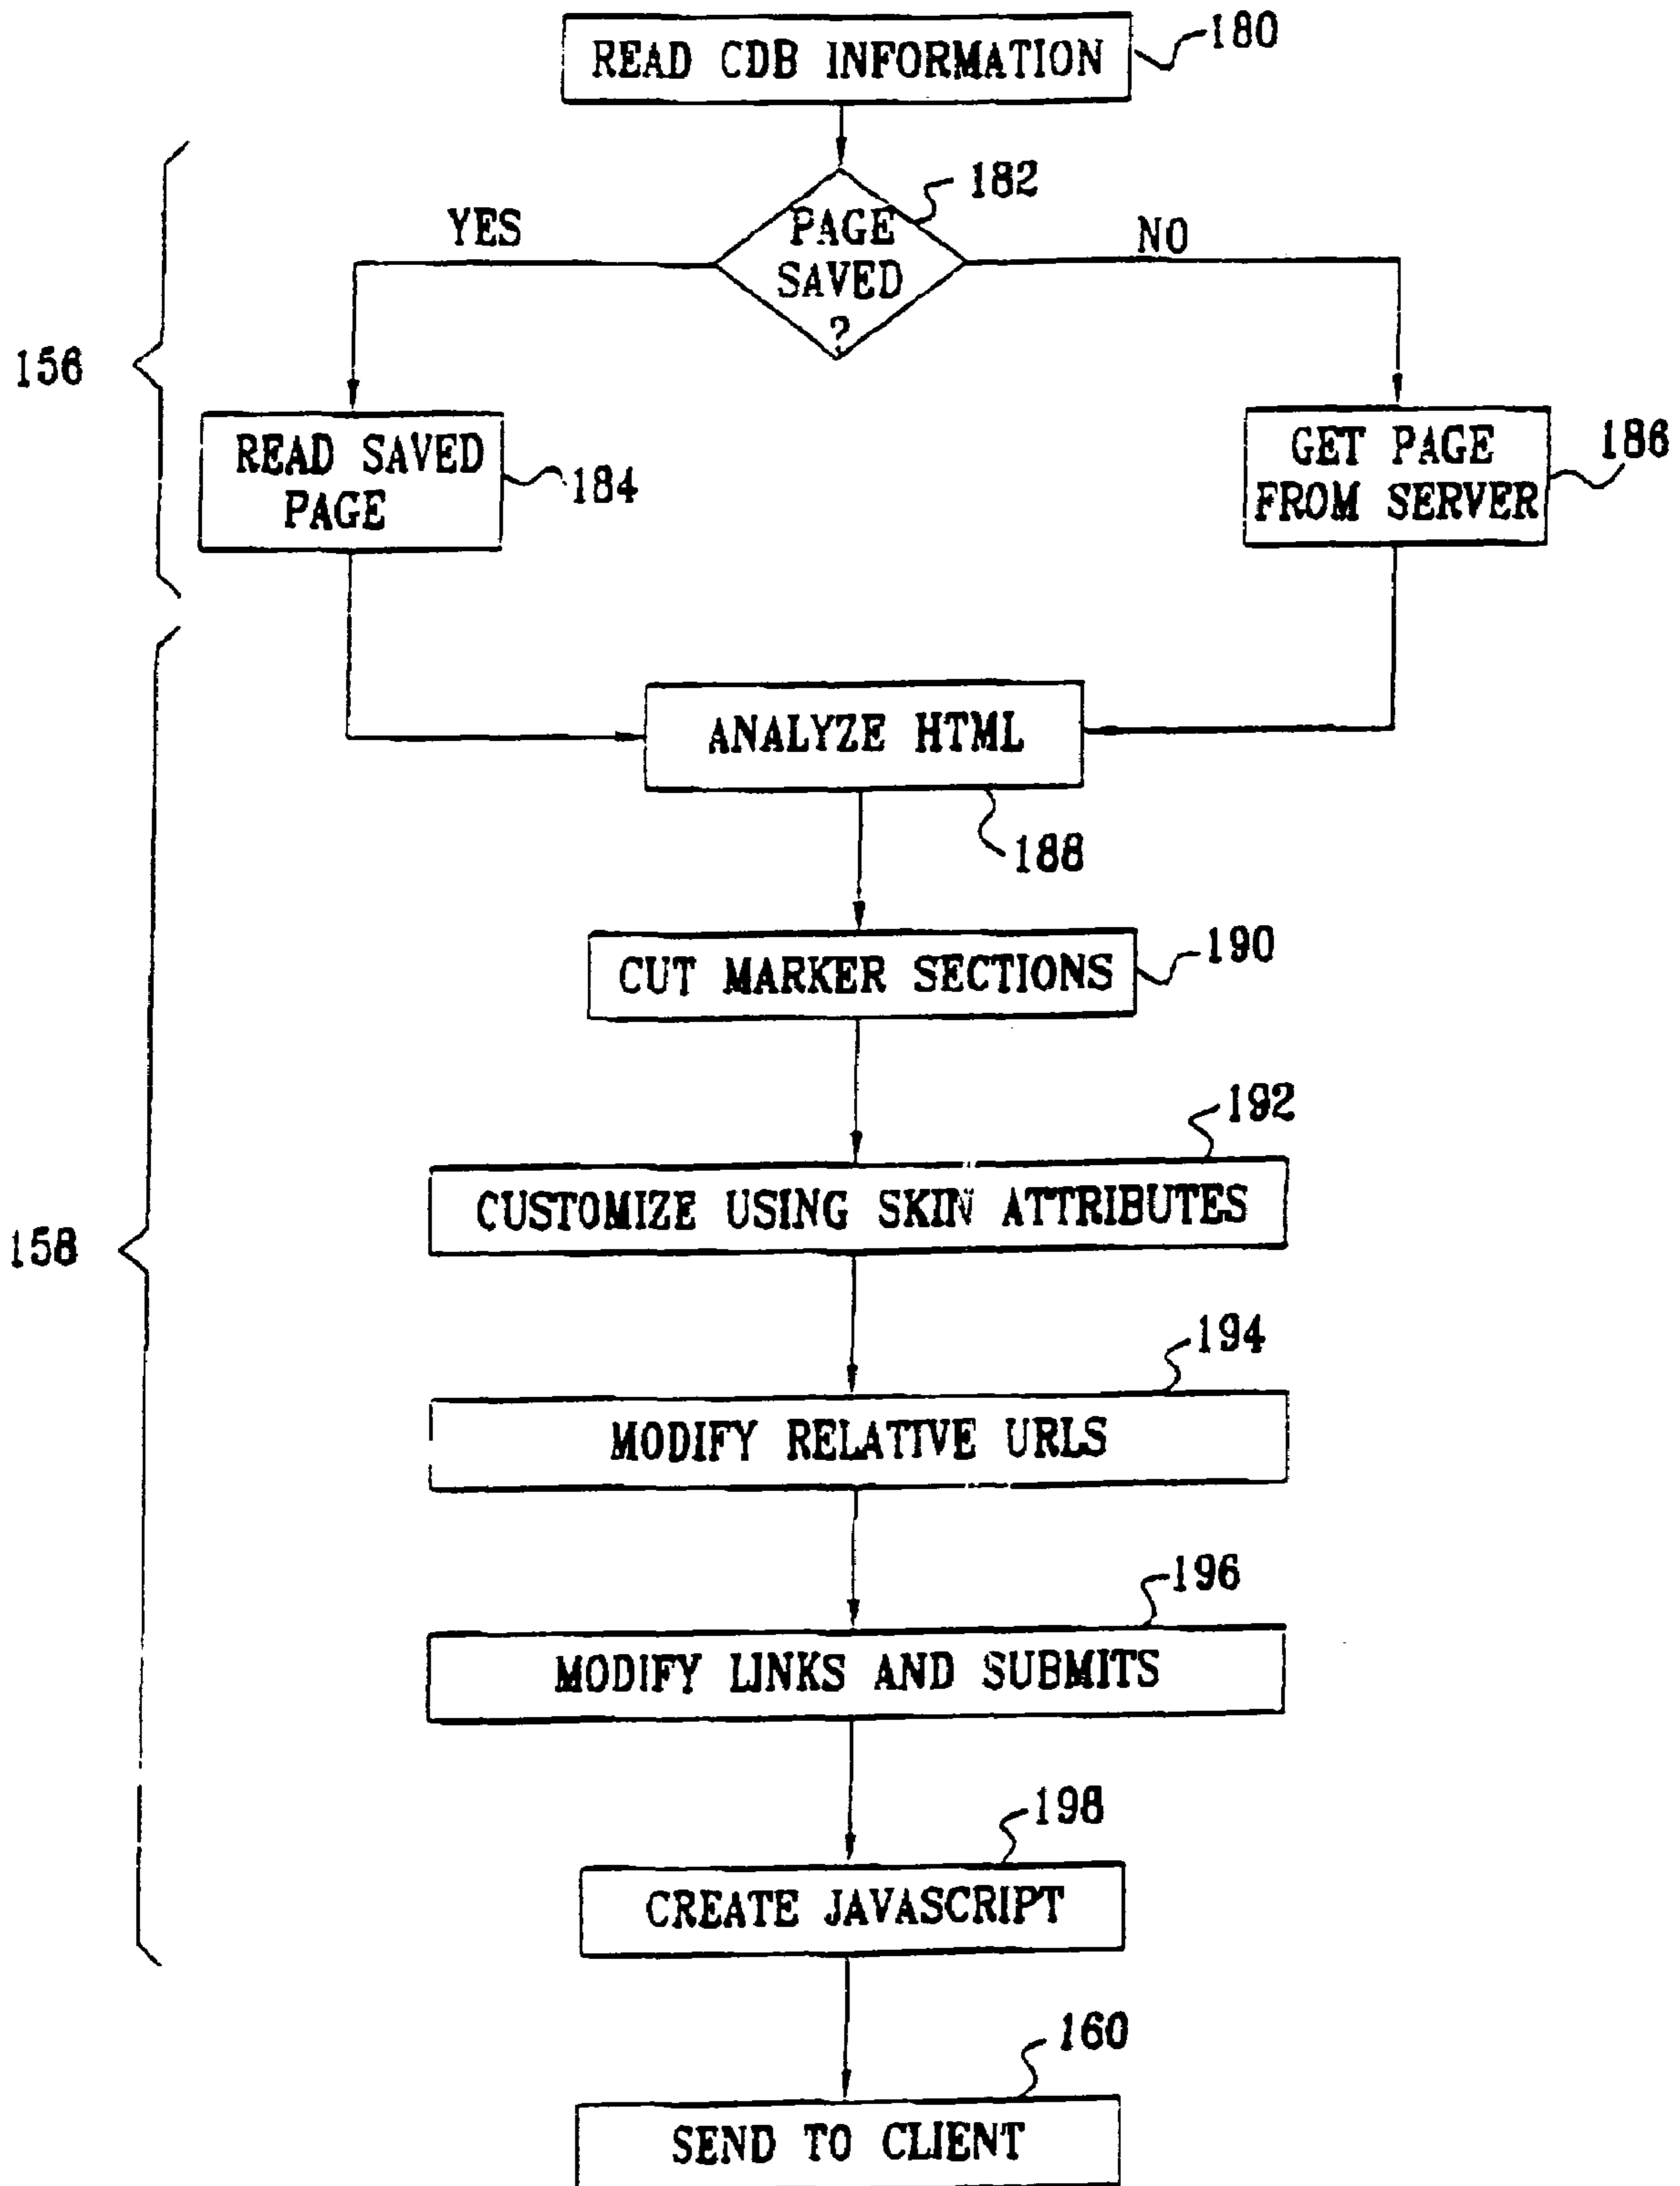 READ CDB INFORMATION
180
182
YES
PAGE
SAVED
?
NO
156
READ SAVED
PAGE
184
GET PAGE
FROM SERVER
186
ANALYZE HTML
188
CUT MARKER SECTIONS
190
192
CUSTOMIZE USING SKIN ATTRIBUTES
158
194
MODIFY RELATIVE URLS
196
MODIFY LINKS AND SUBMITS
198
CREATE JAVASCRIPT
160
SEND TO CLIENT